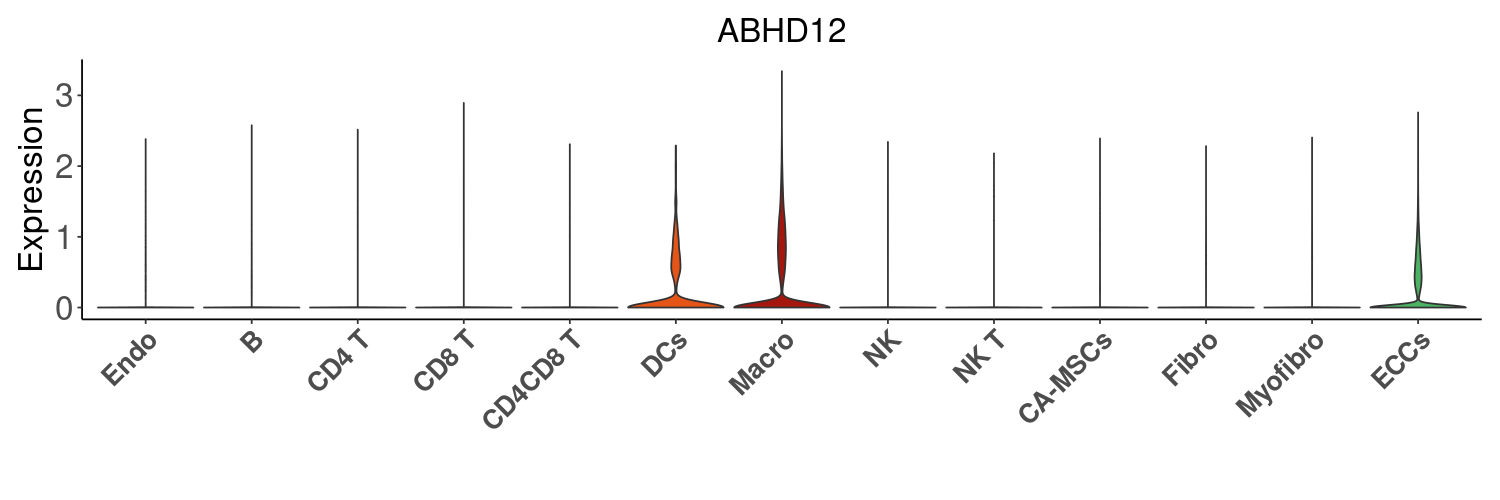 ABHD12
Expression
3
2
1
0
Endo
B
CD4 T
CD8 T
CD4CD8 T
DCs
Macro
NK
NK T
CA-MSCs
Fibro
Myofibro
ECCs